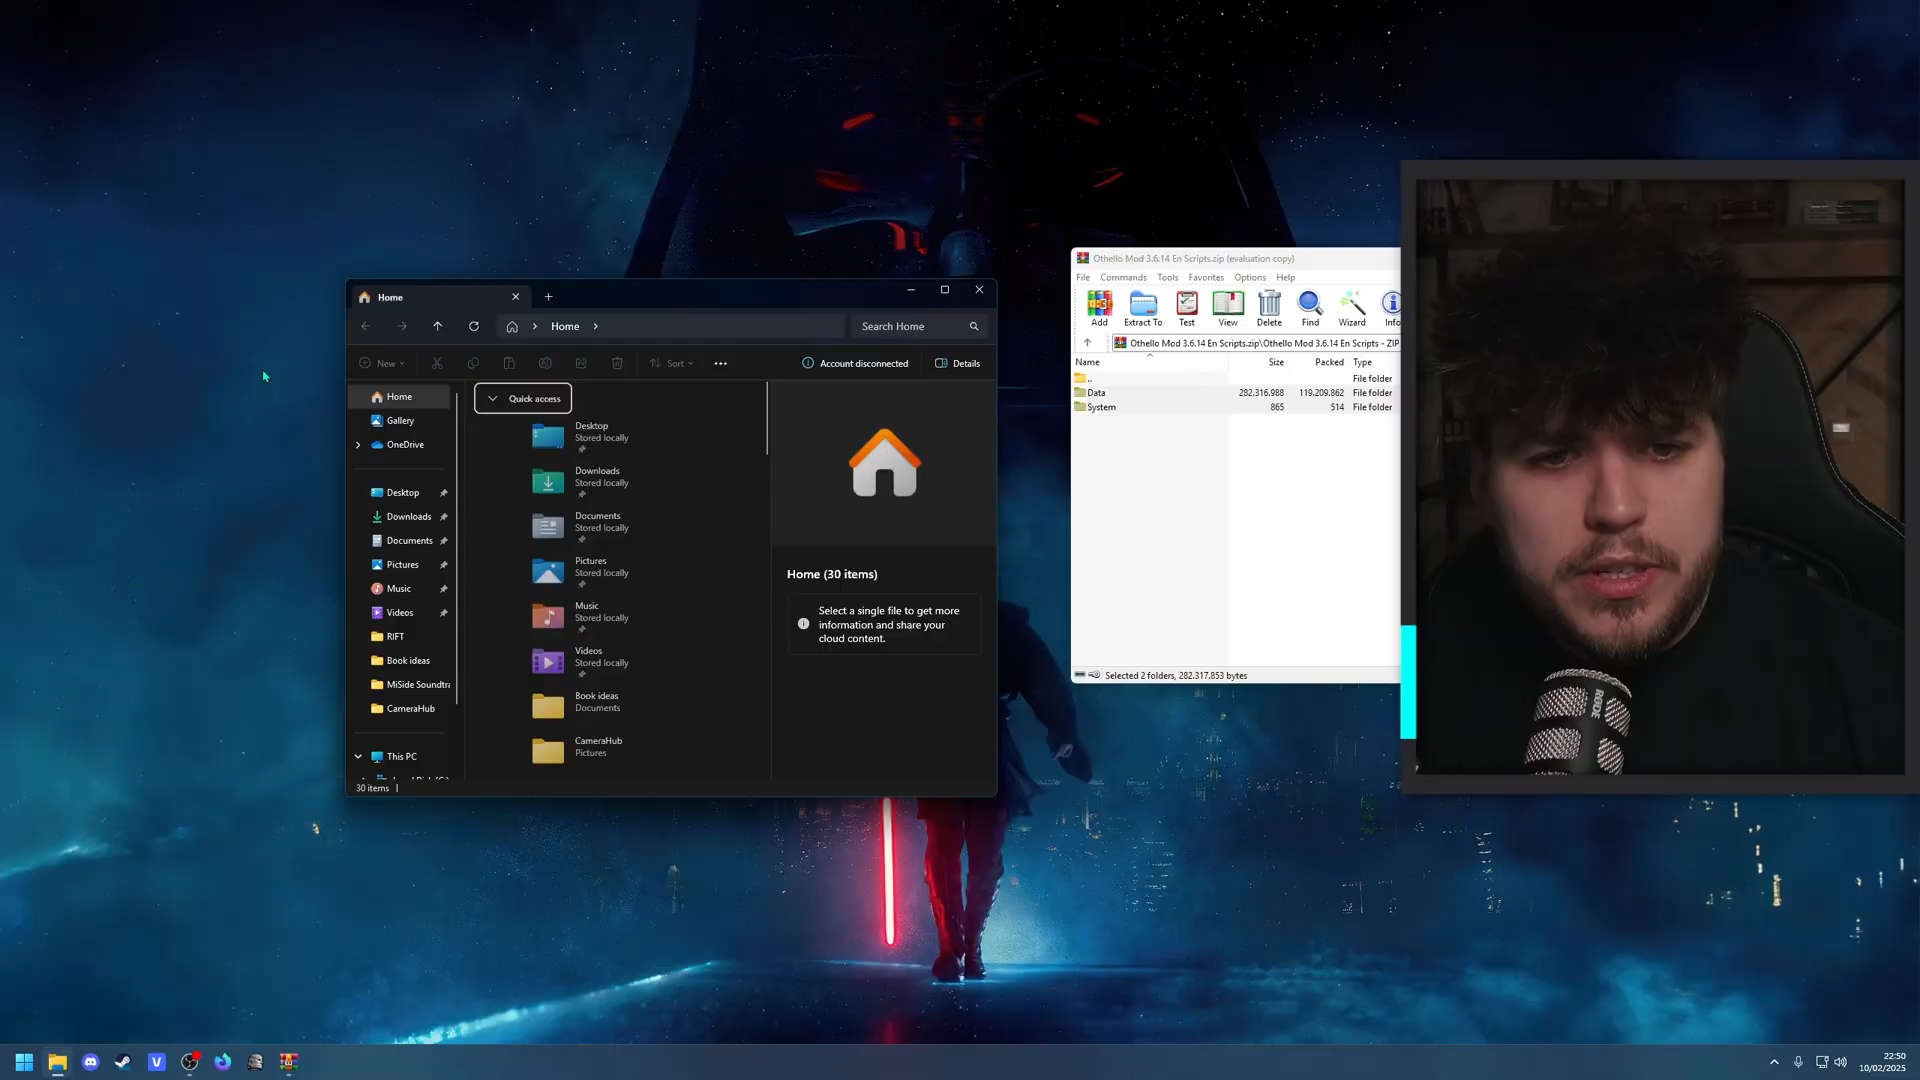 Home
Home
Search Home
New
Sort
Account disconnected
Details
Home
Gallery
OneDrive
Desktop
Downloads
Documents
Pictures
Music
Videos
RIFT
Book ideas
MiSide Soundtra
CameraHub
This PC
30 items
Quick access
Desktop
Stored locally
Downloads
Stored locally
Documents
Stored locally
Pictures
Stored locally
Music
Stored locally
Videos
Stored locally
Book ideas
Documents
CameraHub
Pictures
Home (30 items)
Select a single file to get more
information and share your
cloud content.
Othello Mod 3.6.14 En Scripts.zip (evaluation copy)
File Commands Tools Favorites Options Help
Add Extract To Test View Delete Find Wizard Info
Othello Mod 3.6.14 En Scripts.zip\Othello Mod 3.6.14 En Scripts - ZIP
Name Size Packed Type
.. File folder
Data 282.316.988 119.209.862 File folder
System 865 514 File folder
Selected 2 folders, 282.317.853 bytes
RØDE
22:50
10/02/2025